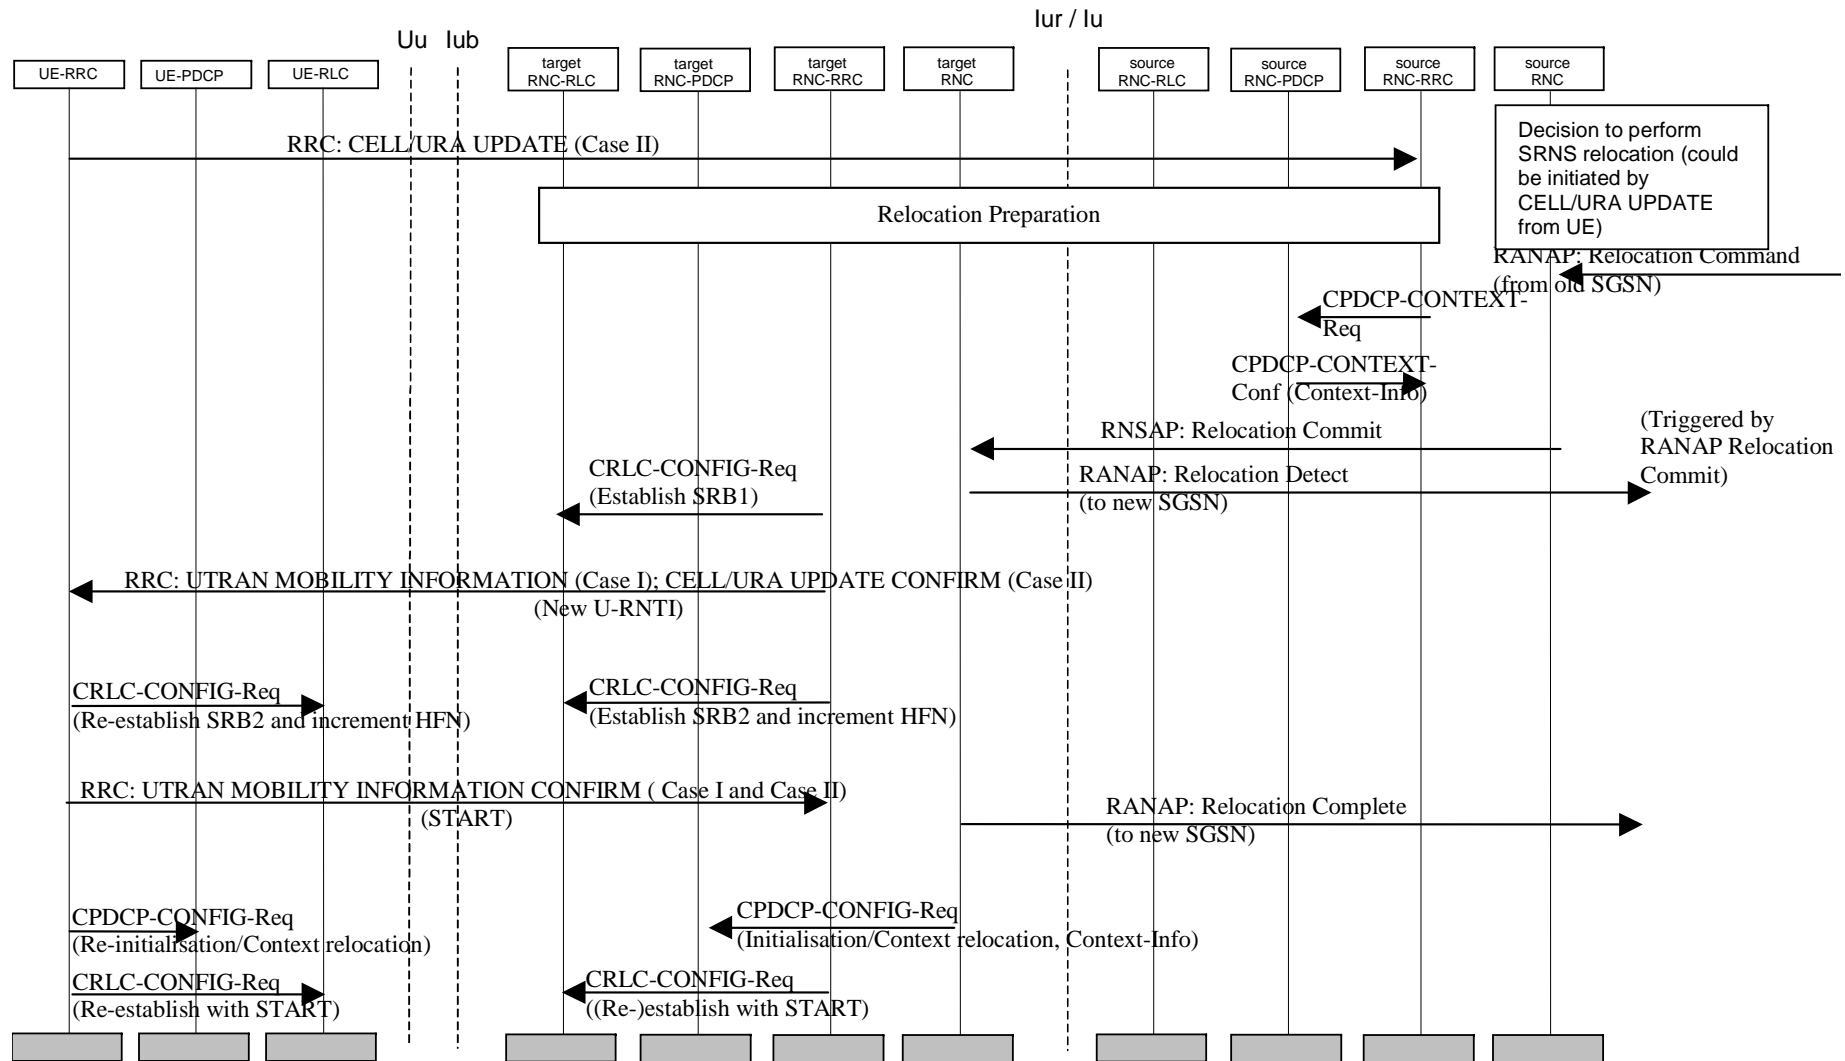 Iur / Iu
Uu Iub
UE-RRC
UE-PDCP
UE-RLC
target
RNC-RLC
target
RNC-PDCP
target
RNC-RRC
target
RNC
source
RNC-RLC
source
RNC-PDCP
source
RNC-RRC
source
RNC
Decision to perform
SRNS relocation (could
be initiated by
CELL/URA UPDATE
from UE)
RRC: CELL/URA UPDATE (Case II)
Relocation Preparation
RANAP: Relocation Command
(from old SGSN)
CPDCP-CONTEXT-
Req
CPDCP-CONTEXT-
Conf (Context-Info)
RNSAP: Relocation Commit
(Triggered by
RANAP Relocation
Commit)
CRLC-CONFIG-Req
(Establish SRB1)
RANAP: Relocation Detect
(to new SGSN)
RRC: UTRAN MOBILITY INFORMATION (Case I); CELL/URA UPDATE CONFIRM (Case II)
(New U-RNTI)
CRLC-CONFIG-Req
(Re-establish SRB2 and increment HFN)
CRLC-CONFIG-Req
(Establish SRB2 and increment HFN)
RRC: UTRAN MOBILITY INFORMATION CONFIRM ( Case I and Case II)
(START)
RANAP: Relocation Complete
(to new SGSN)
CPDCP-CONFIG-Req
(Re-initialisation/Context relocation)
CPDCP-CONFIG-Req
(Initialisation/Context relocation, Context-Info)
CRLC-CONFIG-Req
(Re-establish with START)
CRLC-CONFIG-Req
((Re-)establish with START)